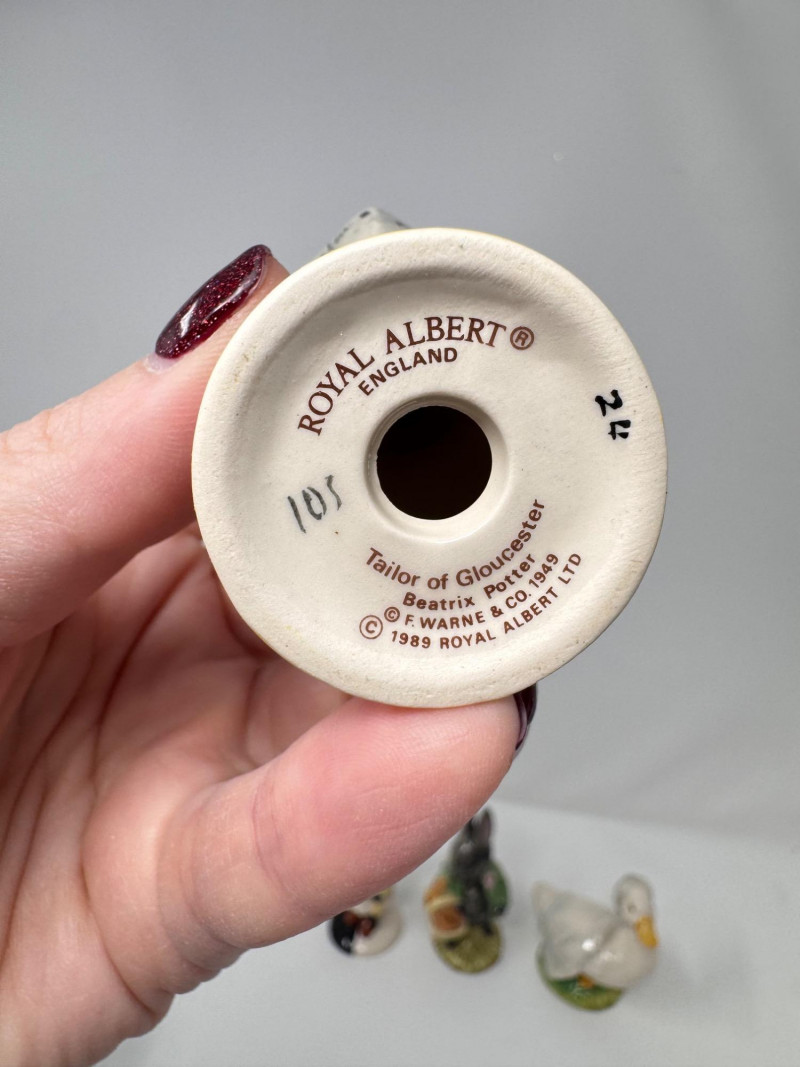 ROYAL ALBERT®
ENGLAND
24
105
Tailor of Gloucester
Beatrix Potter
© F. WARNE & CO. 1949
© 1989 ROYAL ALBERT LTD